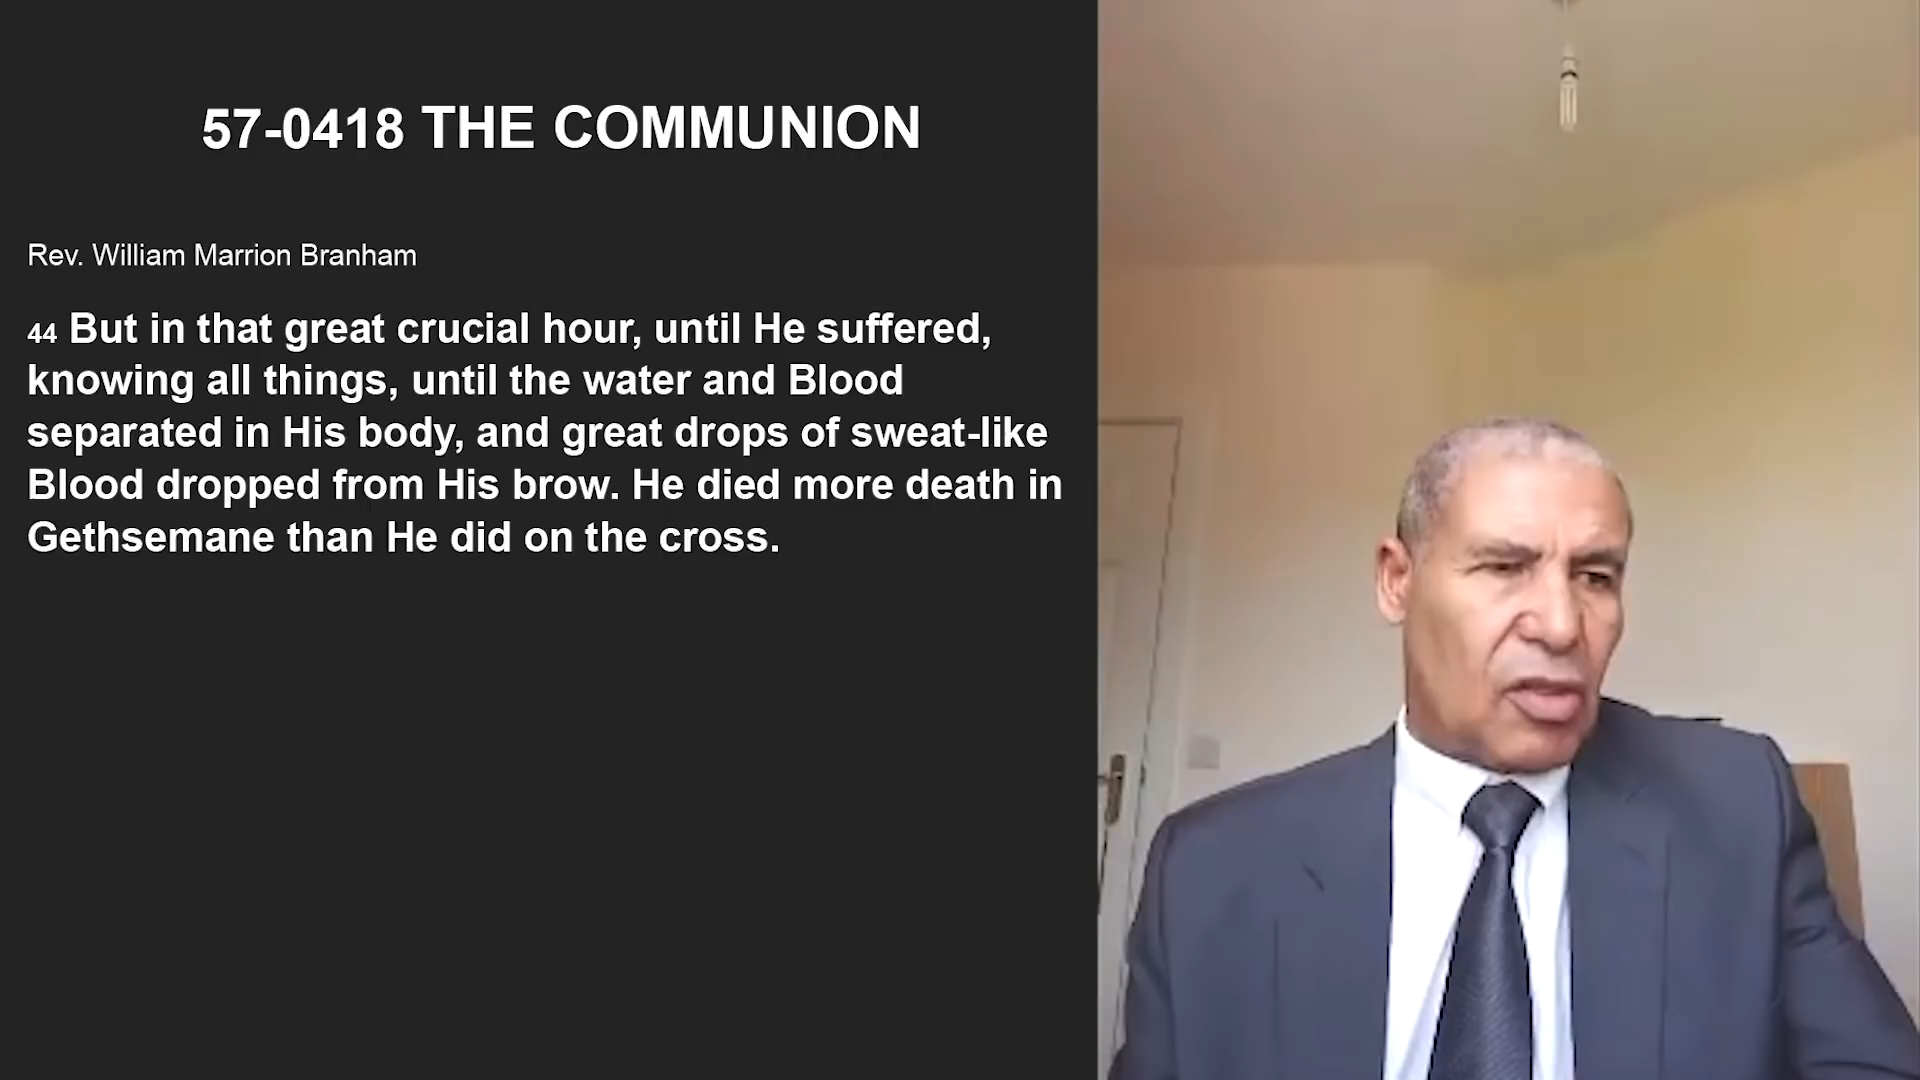 57-0418 THE COMMUNION
Rev. William Marrion Branham
44 But in that great crucial hour, until He suffered,
knowing all things, until the water and Blood
separated in His body, and great drops of sweat-like
Blood dropped from His brow. He died more death in
Gethsemane than He did on the cross.